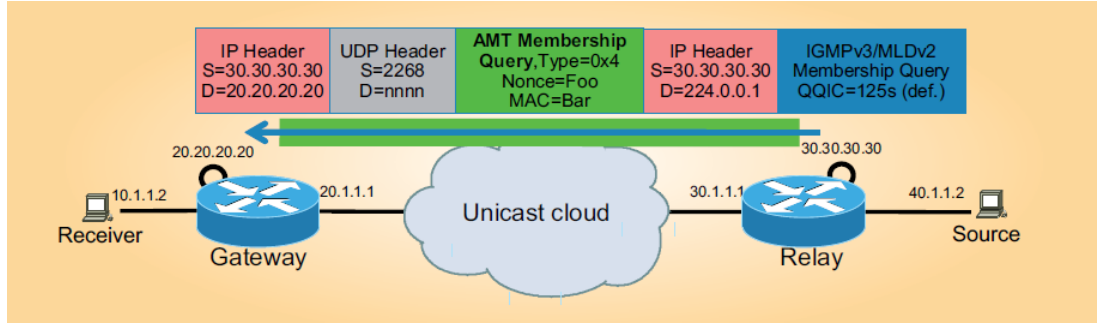 IP Header
S=30.30.30.30
D=20.20.20.20
UDP Header
S=2268
D=nnnn
AMT Membership
Query,Type=0x4
Nonce=Foo
MAC=Bar
IP Header
S=30.30.30.30
D=224.0.0.1
IGMPv3/MLDv2
Membership Query
QQIC=125s (def.)
20.20.20.20
30.30.30.30
10.1.1.2
20.1.1.1
30.1.1.1
40.1.1.2
Unicast cloud
Receiver
Gateway
Relay
Source